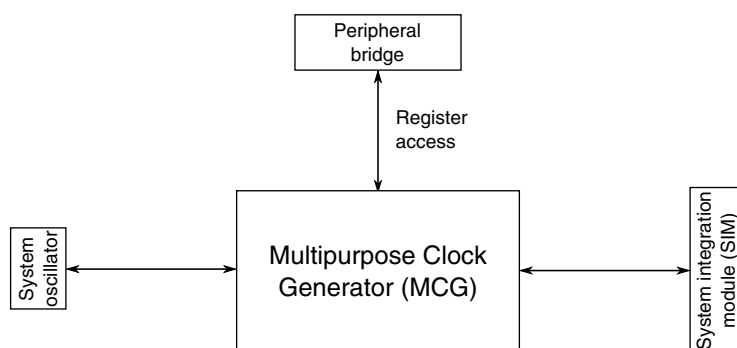 Peripheral
bridge
Register
access
System
oscillator
Multipurpose Clock
Generator (MCG)
System integration
module (SIM)